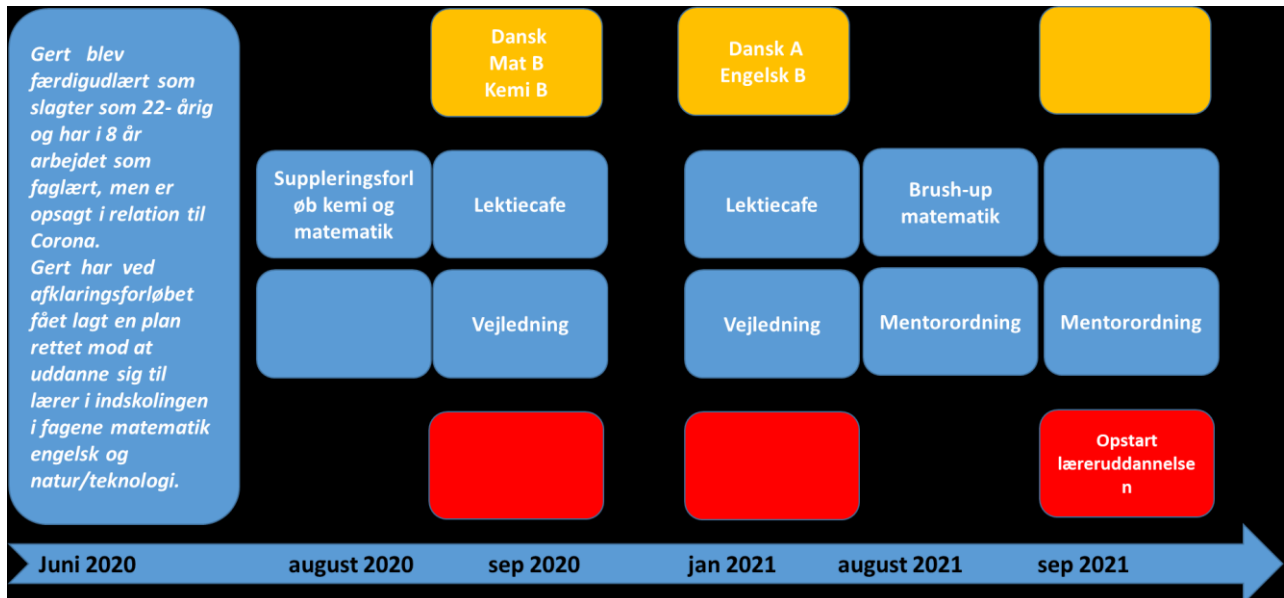 Gert blev
færdigudlært som
slagter som 22- årig
og har i 8 år
arbejdet som
faglært, men er
opsagt i relation til
Corona.
Gert har ved
afklaringsforløbet
fået lagt en plan
rettet mod at
uddanne sig til
lærer i indskolingen
i fagene matematik
engelsk og
natur/teknologi.
Dansk
Mat B
Kemi B
Dansk A
Engelsk B
Suppleringsforl
øb kemi og
matematik
Lektiecafe
Lektiecafe
Brush-up
matematik
Vejledning
Vejledning
Mentorordning
Mentorordning
Opstart
læreruddannelse
n
Juni 2020
august 2020
sep 2020
jan 2021
august 2021
sep 2021